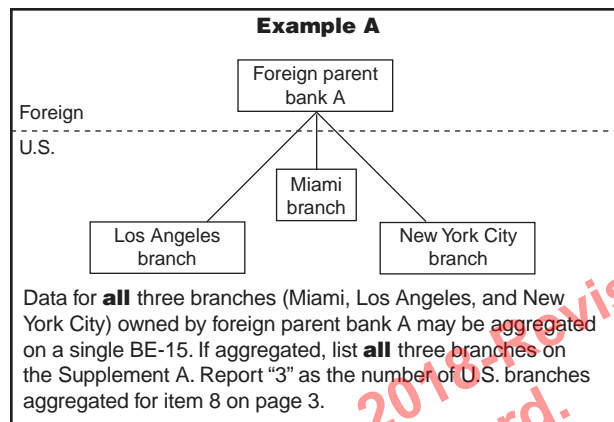 Example A
Foreign parent
bank A
Foreign
U.S.
Miami
branch
Los Angeles
branch
New York City
branch
Data for all three branches (Miami, Los Angeles, and New
York City) owned by foreign parent bank A may be aggregated
on a single BE-15. If aggregated, list all three branches on
the Supplement A. Report “3” as the number of U.S. branches
aggregated for item 8 on page 3.
2018-Revis
rd.